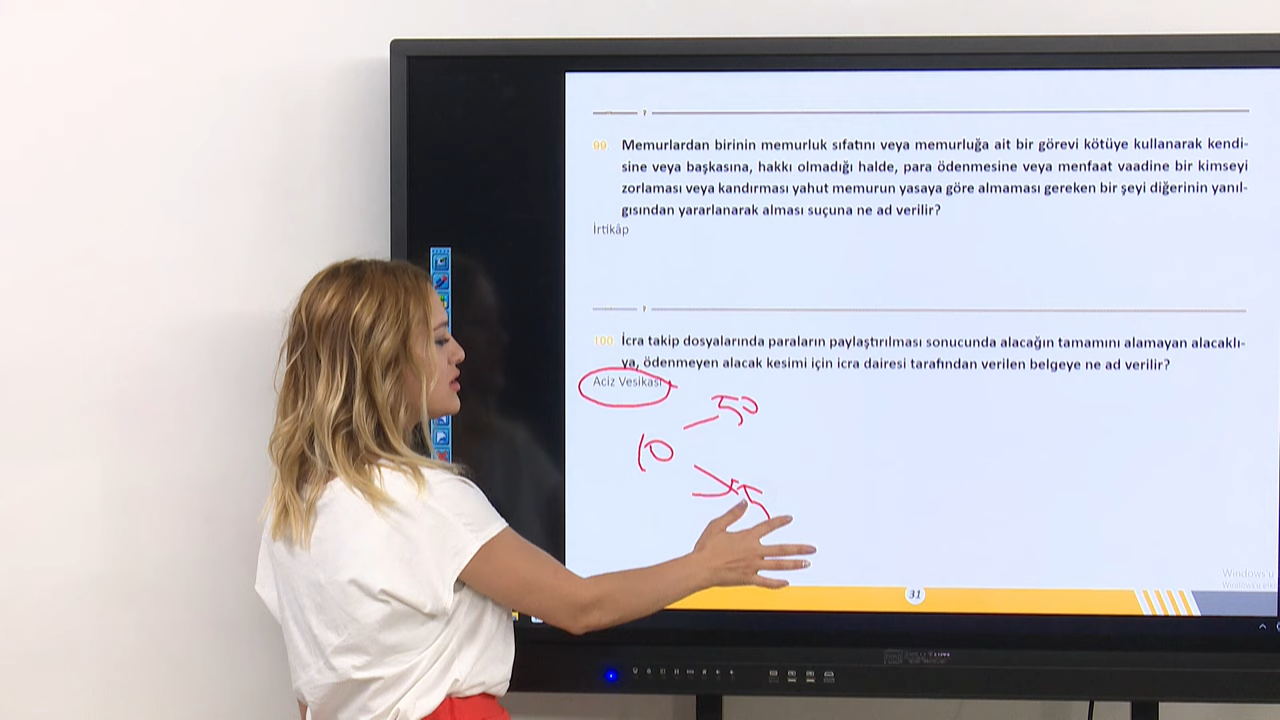 99. Memurlardan birinin memurluk sıfatını veya memurluğa ait bir görevi kötüye kullanarak kendi-
sine veya başkasına, hakkı olmadığı halde, para ödenmesine veya menfaat vaadine bir kimseyi
zorlaması veya kandırması yahut memurun yasaya göre almaması gereken bir şeyi diğerinin yanıl-
gısından yararlanarak alması suçuna ne ad verilir?
İrtikâp
100. İcra takip dosyalarında paraların paylaştırılması sonucunda alacağın tamamını alamayan alacaklı-
ya, ödenmeyen alacak kesimi için icra dairesi tarafından verilen belgeye ne ad verilir?
Aciz Vesikası
50
10
31
Windows'u